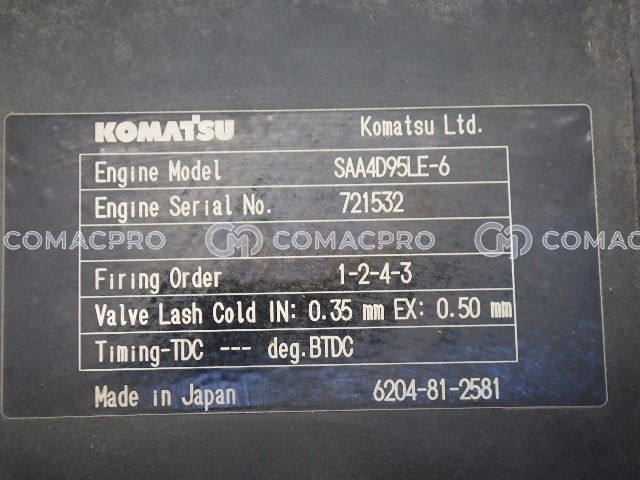 KOMATSU Komatsu Ltd.
Engine Model SAA4D95LE-6
Engine Serial No. 721532
COMACPRO COMACPRO COMACPRO
Firing Order 1-2-4-3
Valve Lash Cold IN: 0.35 mm EX: 0.50 mm
Timing-TDC --- deg.BTDC
Made in Japan 6204-81-2581